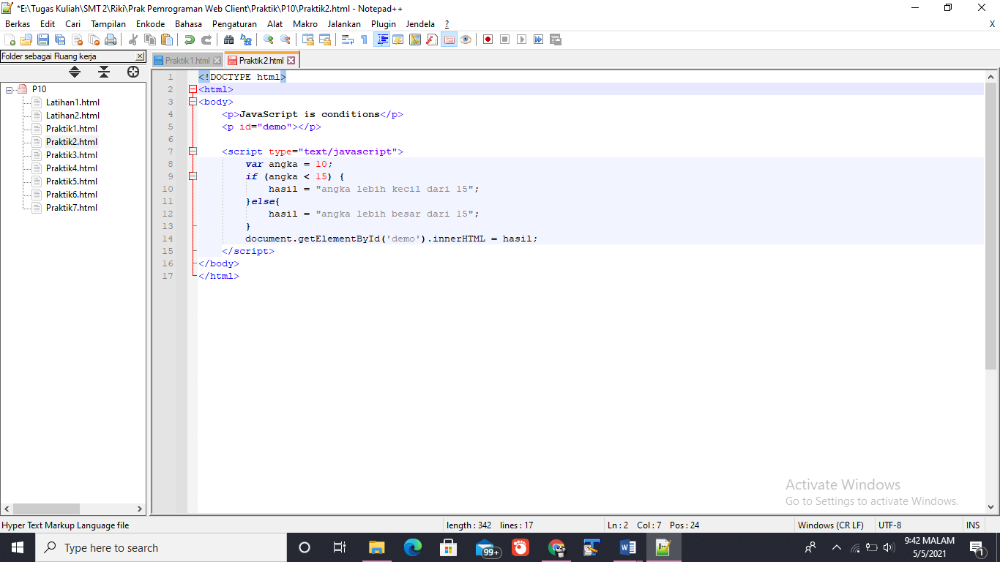 *E:\Tugas Kuliah\SMT 2\Riki\Prak Pemrograman Web Client\Praktik\P10\Praktik2.html - Notepad++
Berkas Edit Cari Tampilan Enkode Bahasa Pengaturan Alat Makro Jalankan Plugin Jendela ? X
Folder sebagai Ruang kerja
Praktik1.html Praktik2.html
P10
Latihan1.html
Latihan2.html
Praktik1.html
Praktik2.html
Praktik3.html
Praktik4.html
Praktik5.html
Praktik6.html
Praktik7.html
1 <!DOCTYPE html>
2 <html>
3 <body>
4 <p>JavaScript is conditions</p>
5 <p id="demo"></p>
6
7 <script type="text/javascript">
8 var angka = 10;
9 if (angka < 15) {
10 hasil = "angka lebih kecil dari 15";
11 }else{
12 hasil = "angka lebih besar dari 15";
13 }
14 document.getElementById('demo').innerHTML = hasil;
15 </script>
16 </body>
17 </html>
Activate Windows
Go to Settings to activate Windows.
Hyper Text Markup Language file length : 342 lines : 17 Ln : 2 Col : 7 Pos : 24 Windows (CR LF) UTF-8 INS
Type here to search
99+
9:42 MALAM
5/5/2021
1